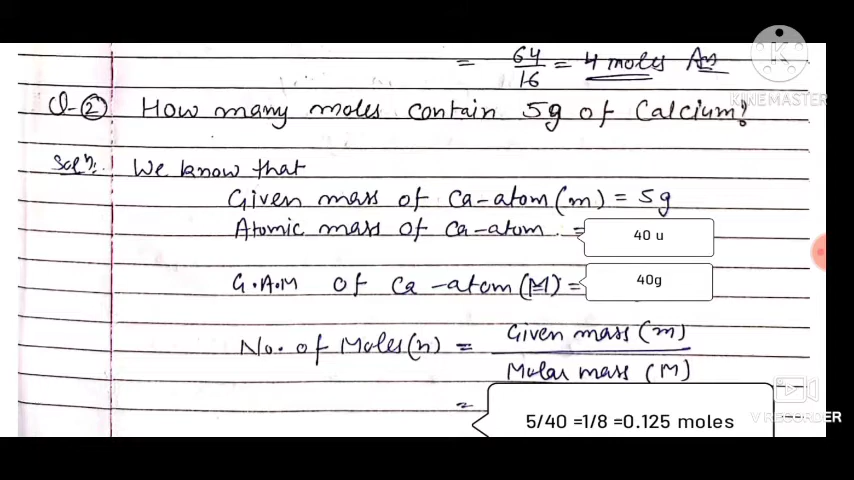 = 64/16 = 4 moles Ans
KINEMASTER
Q-② How many moles contain 5g of Calcium?
Solⁿ: We know that
Given mass of Ca-atom (m) = 5g
Atomic mass of Ca-atom = 40 u
G.A.M of Ca-atom (M) = 40g
No. of Moles (n) = Given mass (m) / Molar mass (M)
= 5/40 =1/8 =0.125 moles
V RECORDER